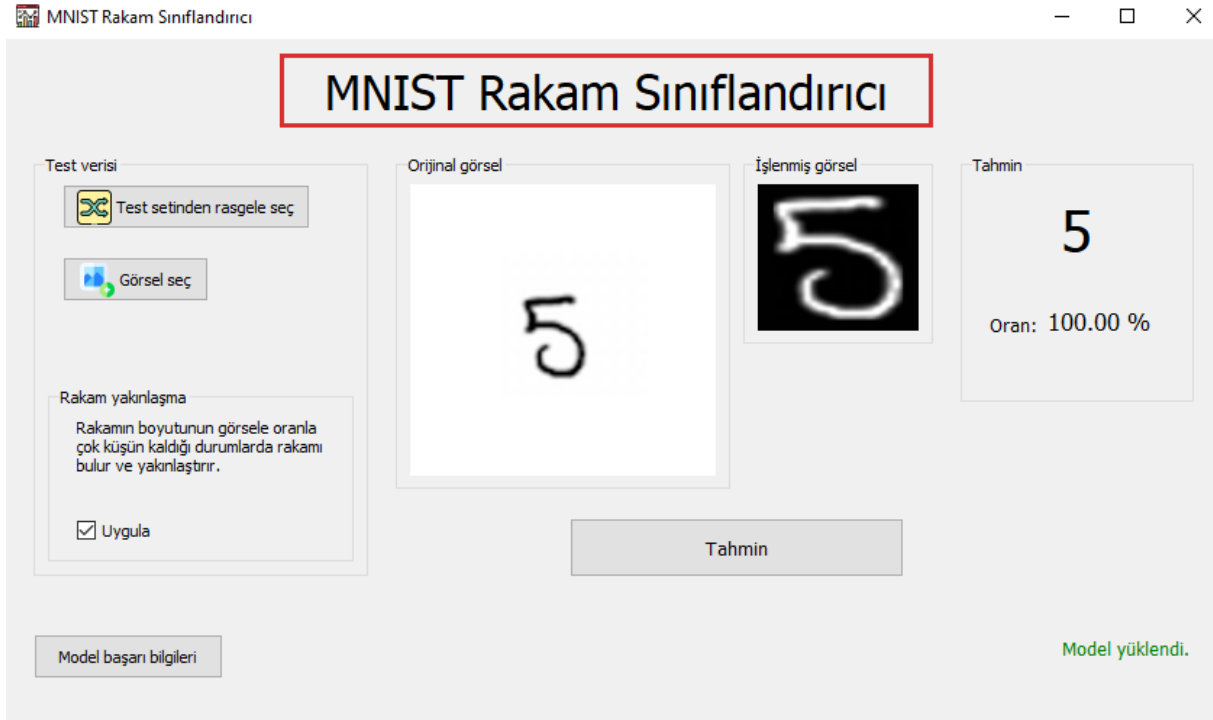 MNIST Rakam Sınıflandırıcı
MNIST Rakam Sınıflandırıcı
Test verisi
Test setinden rasgele seç
Görsel seç
Rakam yakınlaşma
Rakamın boyutunun görsele oranla
çok küşün kaldığı durumlarda rakamı
bulur ve yakınlaştırır.
Uygula
Orijinal görsel
5
İşlenmiş görsel
5
Tahmin
5
Oran: 100.00 %
Tahmin
Model başarı bilgileri
Model yüklendi.